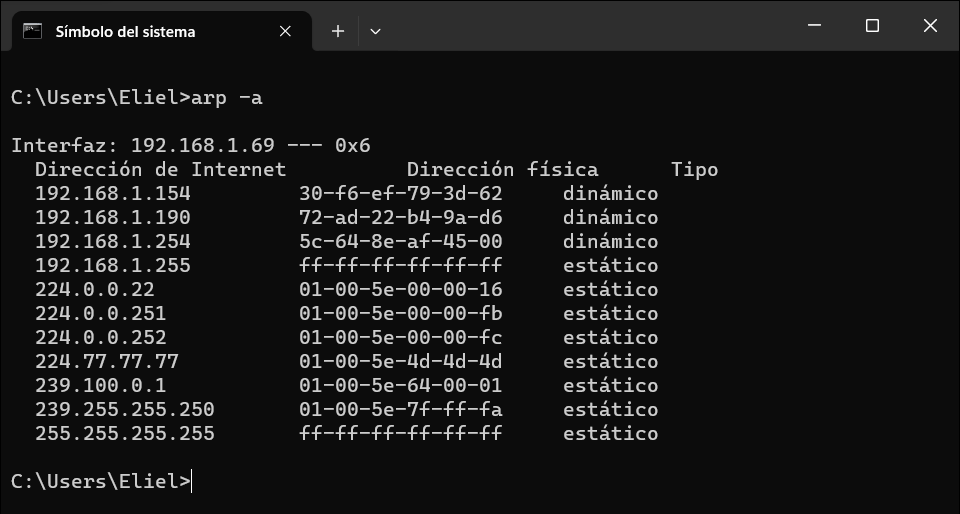 Símbolo del sistema
C:\Users\Eliel>arp -a
Interfaz: 192.168.1.69 --- 0x6
Dirección de Internet          Dirección física      Tipo
192.168.1.154         30-f6-ef-79-3d-62     dinámico
192.168.1.190         72-ad-22-b4-9a-d6     dinámico
192.168.1.254         5c-64-8e-af-45-00     dinámico
192.168.1.255         ff-ff-ff-ff-ff-ff     estático
224.0.0.22            01-00-5e-00-00-16     estático
224.0.0.251           01-00-5e-00-00-fb     estático
224.0.0.252           01-00-5e-00-00-fc     estático
224.77.77.77          01-00-5e-4d-4d-4d     estático
239.100.0.1           01-00-5e-64-00-01     estático
239.255.255.250       01-00-5e-7f-ff-fa     estático
255.255.255.255       ff-ff-ff-ff-ff-ff     estático
C:\Users\Eliel>